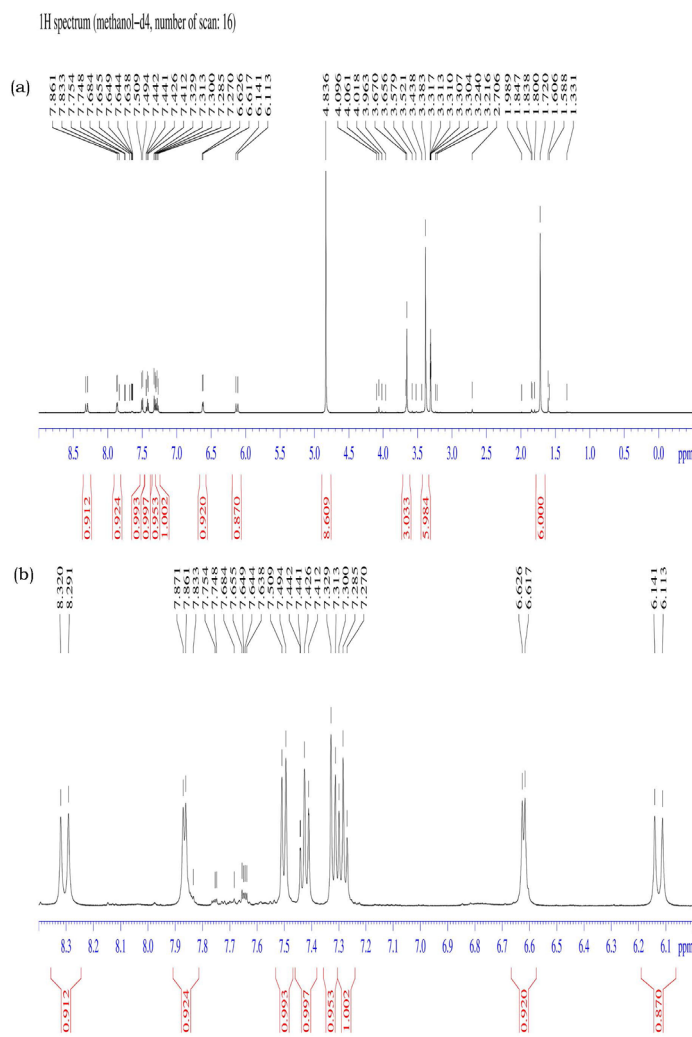 1H spectrum (methanol-d4, number of scan: 16)
(a)
7.861 7.833 7.754 7.748 7.684 7.655 7.649 7.644 7.638 7.509 7.494 7.442 7.441 7.426 7.412 7.329 7.313 7.300 7.285 7.270 6.626 6.617 6.141 6.113 4.836 4.096 4.061 4.018 3.963 3.670 3.656 3.579 3.521 3.438 3.383 3.317 3.313 3.310 3.307 3.304 3.240 3.216 2.706 1.989 1.847 1.838 1.800 1.720 1.606 1.588 1.331
8.5 8.0 7.5 7.0 6.5 6.0 5.5 5.0 4.5 4.0 3.5 3.0 2.5 2.0 1.5 1.0 0.5 0.0 ppm
0.912 0.924 0.993 0.997 0.953 1.002 0.920 0.870 8.609 3.033 5.984 6.000
(b)
8.320 8.291 7.871 7.861 7.833 7.754 7.748 7.684 7.655 7.649 7.644 7.638 7.509 7.494 7.442 7.441 7.426 7.412 7.329 7.313 7.300 7.285 7.270 6.626 6.617 6.141 6.113
8.3 8.2 8.1 8.0 7.9 7.8 7.7 7.6 7.5 7.4 7.3 7.2 7.1 7.0 6.9 6.8 6.7 6.6 6.5 6.4 6.3 6.2 6.1 ppm
0.912 0.924 0.993 0.997 0.953 1.002 0.920 0.870